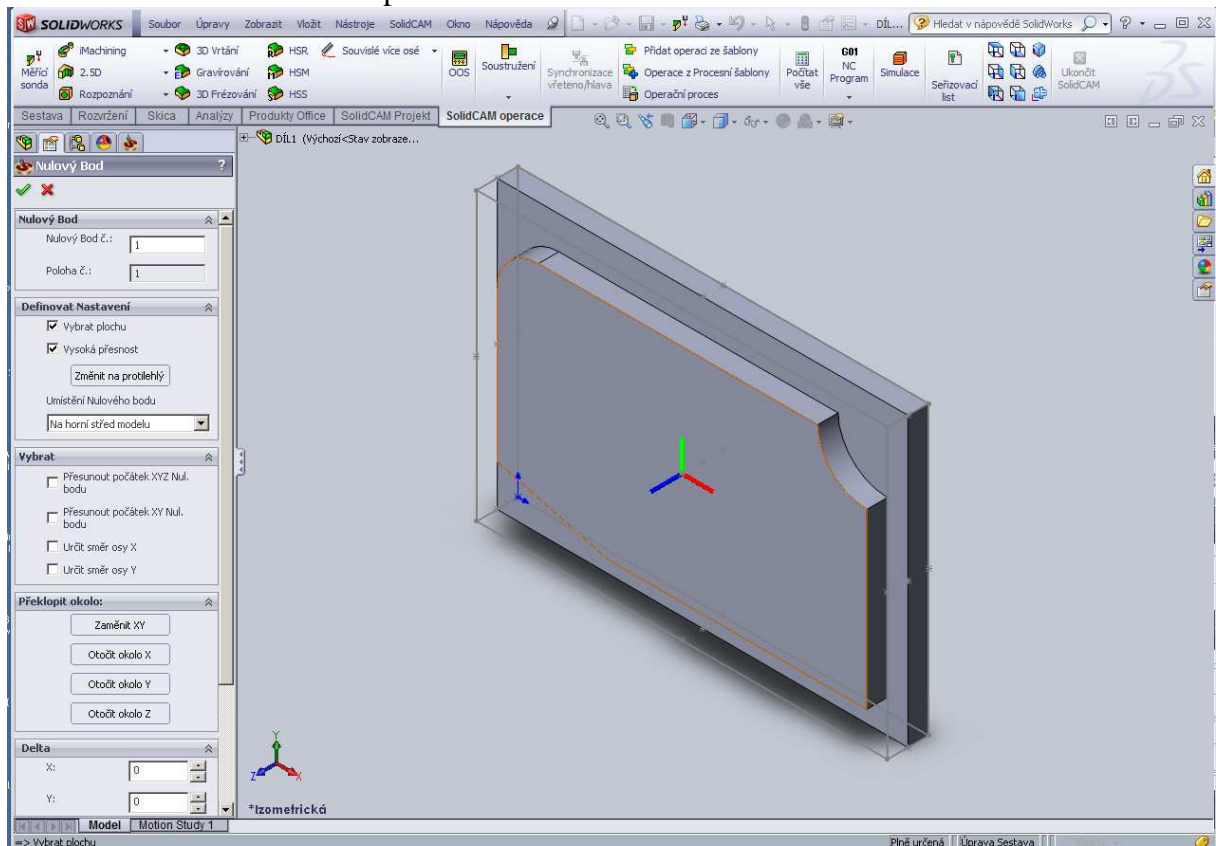 SOLIDWORKS Soubor Úpravy Zobrazit Vložit Nástroje SolidCAM Okno Nápověda DÍL... Hledat v nápovědě SolidWorks
Měřící sonda
iMachining
2.5D
Rozpoznání
3D Vrtání
Gravírování
3D Frézování
HSR
HSM
HSS
Souvislé více osé
OOS
Soustružení
Synchronizace vřeteno/hlava
Přidat operaci ze šablony
Operace z Procesní šablony
Operační proces
Počítat vše
G01
NC Program
Simulace
Seřizovací list
Ukončit SolidCAM
Sestava Rozvržení Skica Analýzy Produkty Office SolidCAM Projekt SolidCAM operace
DÍL1 (Výchozí<Stav zobraze...
Nulový Bod ?
Nulový Bod
Nulový Bod č.: 1
Poloha č.: 1
Definovat Nastavení
Vybrat plochu
Vysoká přesnost
Změnit na protilehlý
Umístění Nulového bodu
Na horní střed modelu
Vybrat
Přesunout počátek XYZ Nul.
bodu
Přesunout počátek XY Nul.
bodu
Určit směr osy X
Určit směr osy Y
Překlopit okolo:
Zaměnit XY
Otočit okolo X
Otočit okolo Y
Otočit okolo Z
Delta
X: 0
Y: 0
Y
Z X
*Izometrická
Model Motion Study 1
=> Vybrat plochu Plně určená Úprava Sestava